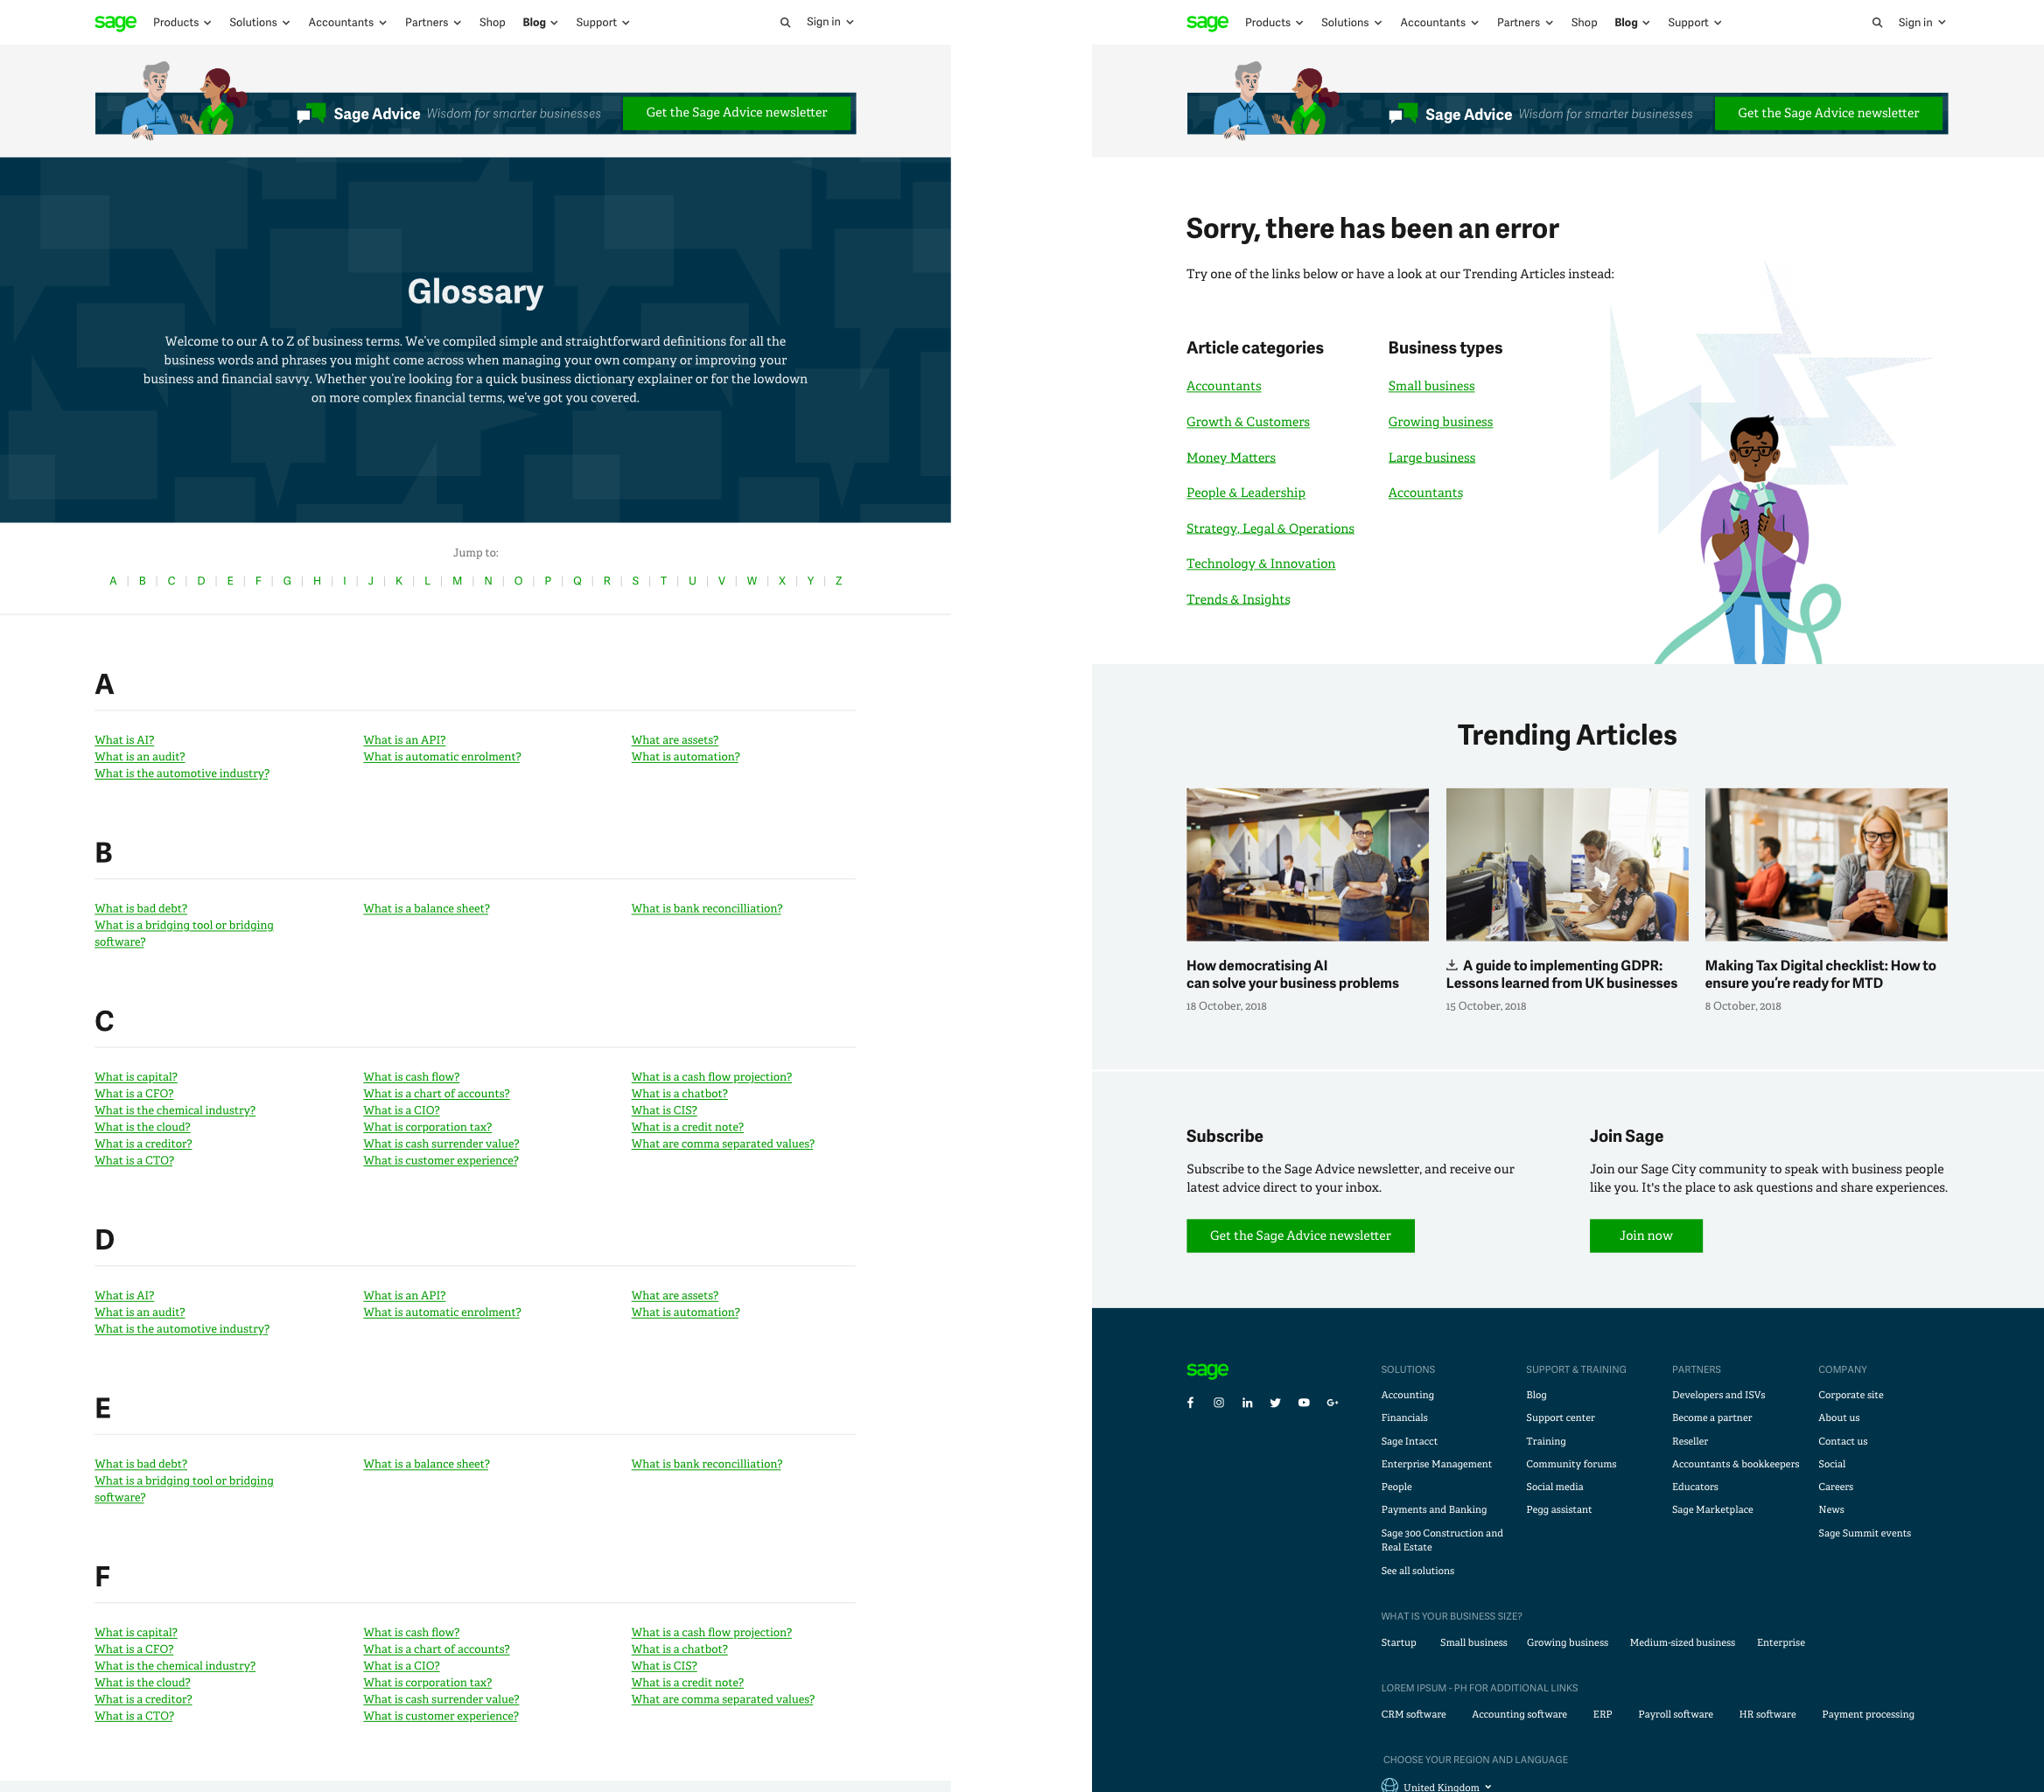 sage Products Solutions Accountants Partners Shop Blog Support Sign in
Sage Advice Wisdom for smarter businesses Get the Sage Advice newsletter
Glossary
Welcome to our A to Z of business terms. We've compiled simple and straightforward definitions for all the
business words and phrases you might come across when managing your own company or improving your
business and financial savvy. Whether you're looking for a quick business dictionary explainer or for the lowdown
on more complex financial terms, we've got you covered.
Jump to:
A | B | C | D | E | F | G | H | I | J | K | L | M | N | O | P | Q | R | S | T | U | V | W | X | Y | Z
A
What is AI? What is an API? What are assets?
What is an audit? What is automatic enrolment? What is automation?
What is the automotive industry?
B
What is bad debt? What is a balance sheet? What is bank reconcilliation?
What is a bridging tool or bridging
software?
C
What is capital? What is cash flow? What is a cash flow projection?
What is a CFO? What is a chart of accounts? What is a chatbot?
What is the chemical industry? What is a CIO? What is CIS?
What is the cloud? What is corporation tax? What is a credit note?
What is a creditor? What is cash surrender value? What are comma separated values?
What is a CTO? What is customer experience?
D
What is AI? What is an API? What are assets?
What is an audit? What is automatic enrolment? What is automation?
What is the automotive industry?
E
What is bad debt? What is a balance sheet? What is bank reconcilliation?
What is a bridging tool or bridging
software?
F
What is capital? What is cash flow? What is a cash flow projection?
What is a CFO? What is a chart of accounts? What is a chatbot?
What is the chemical industry? What is a CIO? What is CIS?
What is the cloud? What is corporation tax? What is a credit note?
What is a creditor? What is cash surrender value? What are comma separated values?
What is a CTO? What is customer experience?
sage Products Solutions Accountants Partners Shop Blog Support Sign in
Sage Advice Wisdom for smarter businesses Get the Sage Advice newsletter
Sorry, there has been an error
Try one of the links below or have a look at our Trending Articles instead:
Article categories
Accountants
Growth & Customers
Money Matters
People & Leadership
Strategy, Legal & Operations
Technology & Innovation
Trends & Insights
Business types
Small business
Growing business
Large business
Accountants
Trending Articles
How democratising AI
can solve your business problems
18 October, 2018
A guide to implementing GDPR:
Lessons learned from UK businesses
15 October, 2018
Making Tax Digital checklist: How to
ensure you're ready for MTD
8 October, 2018
Subscribe
Subscribe to the Sage Advice newsletter, and receive our
latest advice direct to your inbox.
Get the Sage Advice newsletter
Join Sage
Join our Sage City community to speak with business people
like you. It's the place to ask questions and share experiences.
Join now
sage
SOLUTIONS
Accounting
Financials
Sage Intacct
Enterprise Management
People
Payments and Banking
Sage 300 Construction and
Real Estate
See all solutions
SUPPORT & TRAINING
Blog
Support center
Training
Community forums
Social media
Pegg assistant
PARTNERS
Developers and ISVs
Become a partner
Reseller
Accountants & bookkeepers
Educators
Sage Marketplace
COMPANY
Corporate site
About us
Contact us
Social
Careers
News
Sage Summit events
WHAT IS YOUR BUSINESS SIZE?
Startup Small business Growing business Medium-sized business Enterprise
LOREM IPSUM - PH FOR ADDITIONAL LINKS
CRM software Accounting software ERP Payroll software HR software Payment processing
CHOOSE YOUR REGION AND LANGUAGE
United Kingdom